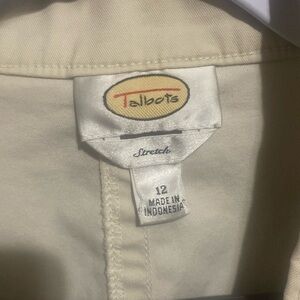 Talbots
Stretch
12
MADE IN
INDONESIA